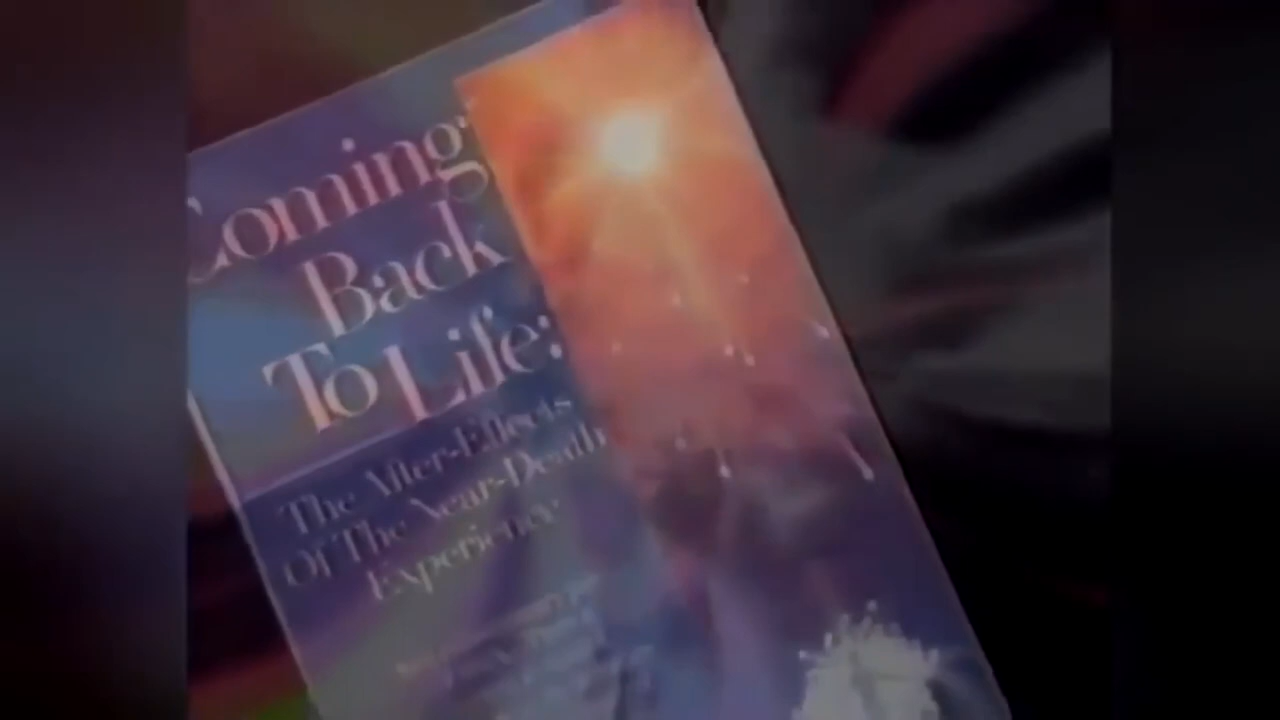 Coming
Back
To Life:
The After-Effects
Of The Near-Death
Experience